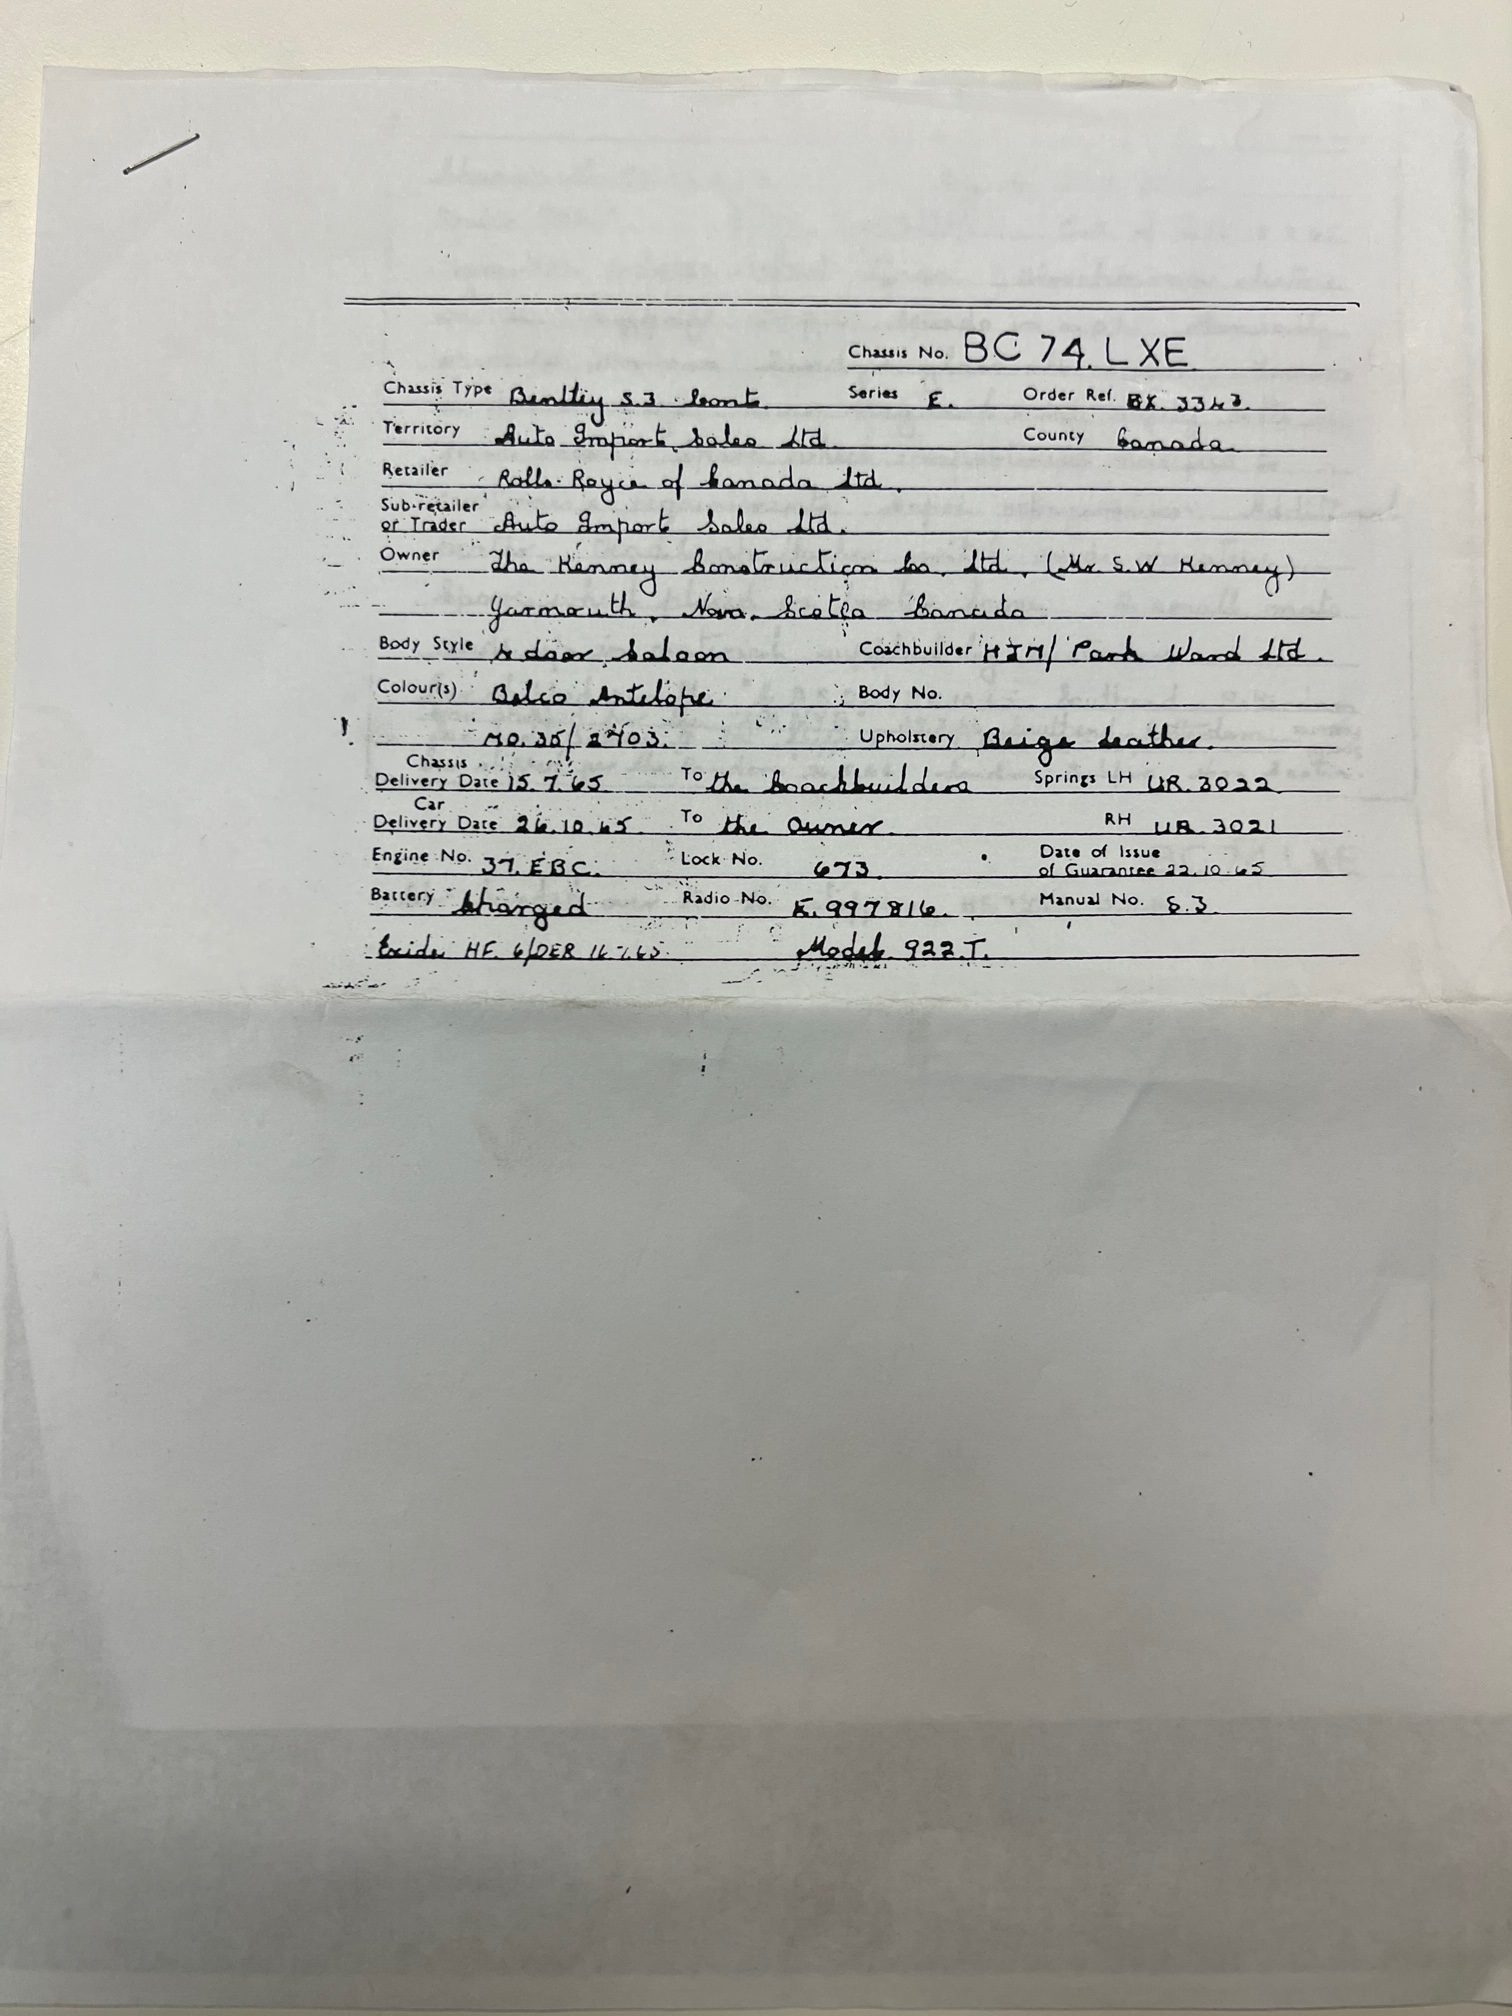 Chassis No. BC 74. LXE
Chassis Type Bentley S.3. Cont. Series E. Order Ref. EX. 3343.
Territory Auto Import Sales Ltd. County Canada
Retailer Rolls-Royce of Canada Ltd.
Sub-retailer
or Trader Auto Import Sales Ltd.
Owner The Kenney Construction Co. Ltd. (Mr. S.W Kenney)
Yarmouth. Nova. Scotia Canada
Body Style 4 door Saloon Coachbuilder HJM/ Park Ward Ltd.
Colour(s) Belco Antelope Body No.
NO.35/2403. Upholstery Beige Leather.
Chassis
Delivery Date 15.7.65 To the Coachbuilders Springs LH UR.3022
Car
Delivery Date 26.10.65 To the Owner RH UR.3021
Engine No. 37.EBC. Lock No. 673. Date of Issue
of Guarantee 22.10.65
Battery Charged Radio No. E.997816. Manual No. S.3
Exide HF. 6/DER 16.7.65 Model 922.T.